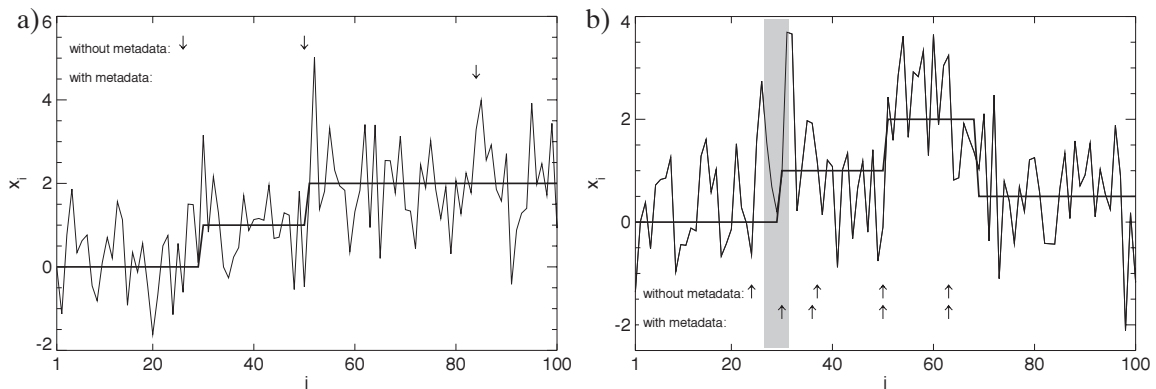 a)
6
4
2
0
-2
x_i
without metadata: ↓ ↓
with metadata: ↓
1 20 40 60 80 100
i
b)
4
2
0
-2
x_i
without metadata: ↑ ↑ ↑ ↑
with metadata: ↑ ↑ ↑ ↑
1 20 40 60 80 100
i